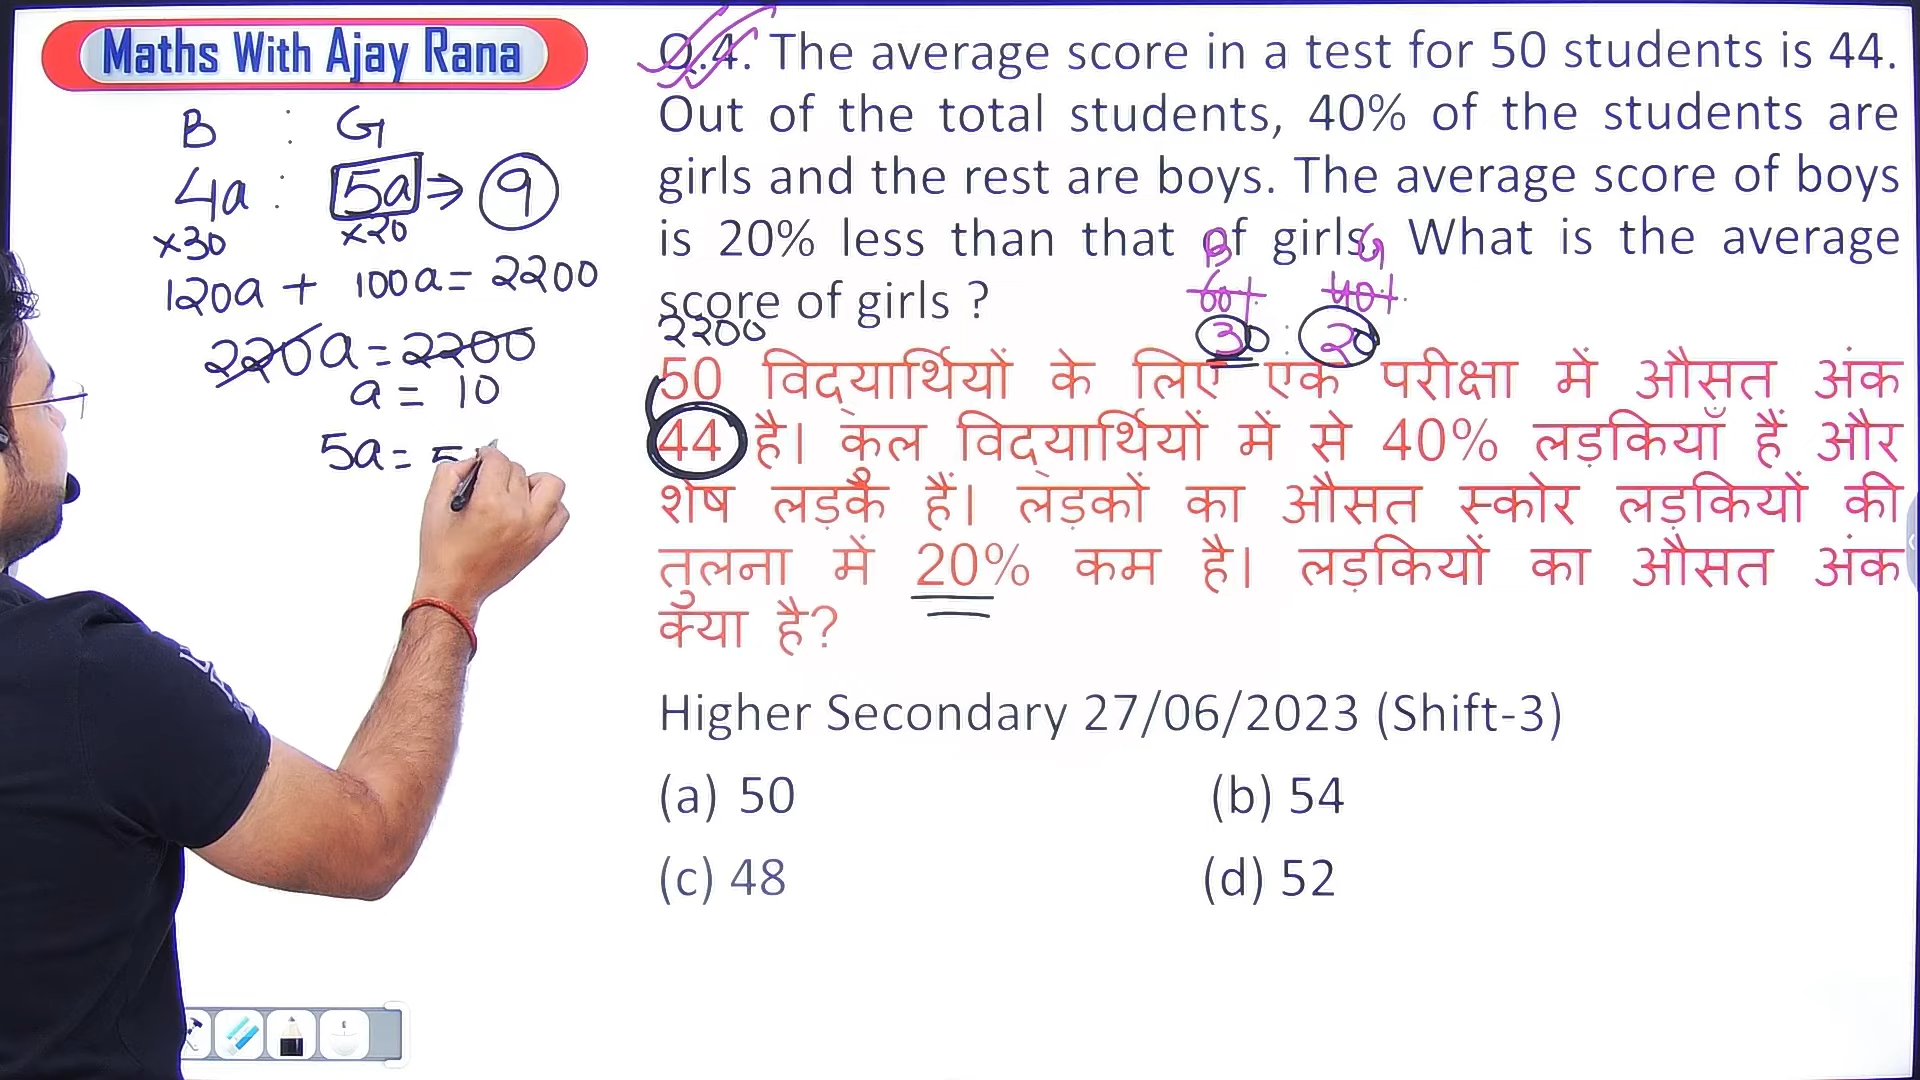 Maths With Ajay Rana
B : G
4a : 5a ⇒ 9
×30 ×20
120a + 100a = 2200
220a = 2200
a = 10
5a = 5
Q.4. The average score in a test for 50 students is 44.
Out of the total students, 40% of the students are
girls and the rest are boys. The average score of boys
is 20% less than that of girls. What is the average
score of girls ?
B G
60% 40%
30 : 20
2200
50 विद्यार्थियों के लिए एक परीक्षा में औसत अंक
44 है। कुल विद्यार्थियों में से 40% लड़कियाँ हैं और
शेष लड़के हैं। लड़कों का औसत स्कोर लड़कियों की
तुलना में 20% कम है। लड़कियों का औसत अंक
क्या है?
Higher Secondary 27/06/2023 (Shift-3)
(a) 50 (b) 54
(c) 48 (d) 52